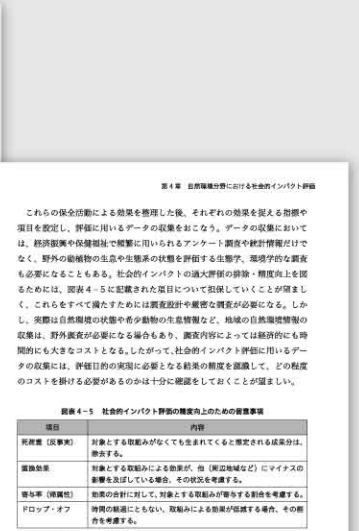 第4章　自然環境分野における社会的インパクト評価
これらの保全活動による効果を整理した後、それぞれの効果を捉える指標や
項目を設定し、評価に用いるデータの収集をおこなう。データの収集において
は、経済振興や保健福祉で頻繁に用いられるアンケート調査や統計情報だけで
なく、野外の動植物の生息や生態系の状態を評価する生態学、環境学的な調査
も必要になることもある。社会的インパクトの過大評価の排除・精度向上を図
るためには、図表4－5に記載された項目について担保していくことが望まし
く、これらをすべて満たすためには調査設計や厳密な調査が必要になる。しか
し、実際は自然環境の状態や希少動物の生息情報など、地域の自然環境情報の
収集は、野外調査が必要になる場合もあり、調査内容によっては経済的にも時
間的にも大きなコストとなる。したがって、社会的インパクト評価に用いるデー
タの収集には、評価目的の実現に必要となる結果の精度を認識して、どの程度
のコストを掛ける必要があるのかは十分に確認をしておくことが望ましい。
図表4－5　社会的インパクト評価の精度向上のための留意事項
項目　内容
死荷重（反事実）　対象とする取組みがなくても生まれてくると想定される成果分は、
除去する。
置換効果　対象とする取組みによる効果が、他（周辺地域など）にマイナスの
影響を及ぼしている場合、その状況を考慮する。
寄与率（帰属性）　効果の合計に対して、対象とする取組みが寄与する割合を考慮する。
ドロップ・オフ　時間の経過にともない、取組みによる効果が低減する場合、その割
合を考慮する。